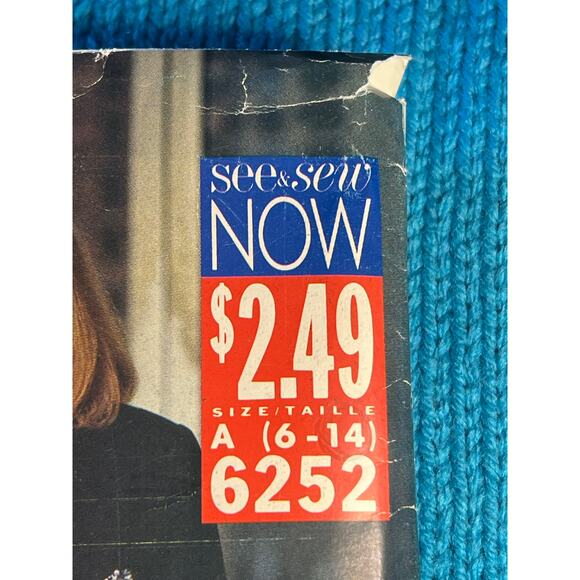 see & sew
NOW
$2.49
SIZE/TAILLE
A (6-14)
6252